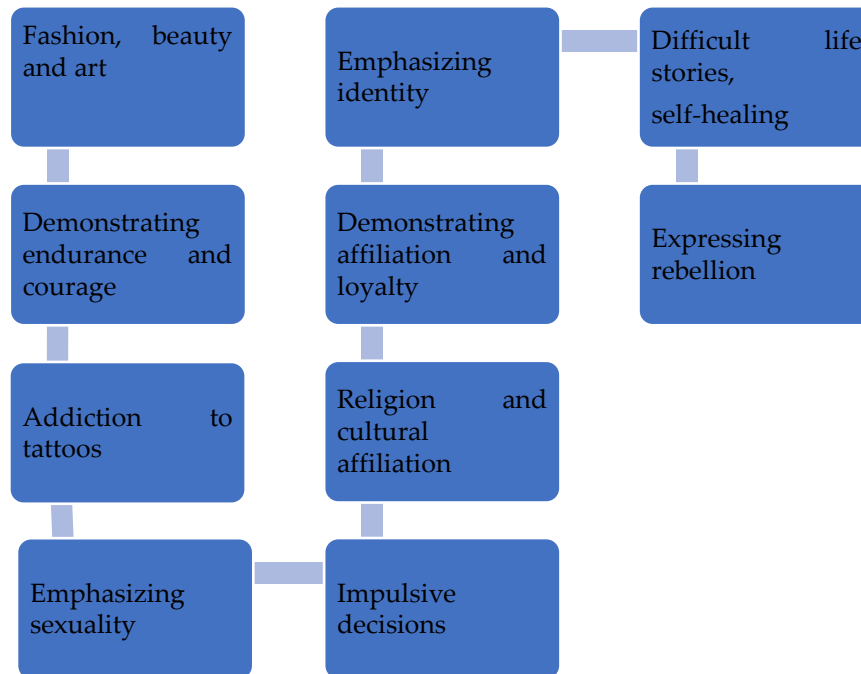 Fashion, beauty
and art
Demonstrating
endurance and
courage
Addiction to
tattoos
Emphasizing
sexuality
Impulsive
decisions
Religion and
cultural
affiliation
Demonstrating
affiliation and
loyalty
Emphasizing
identity
Difficult life
stories,
self-healing
Expressing
rebellion